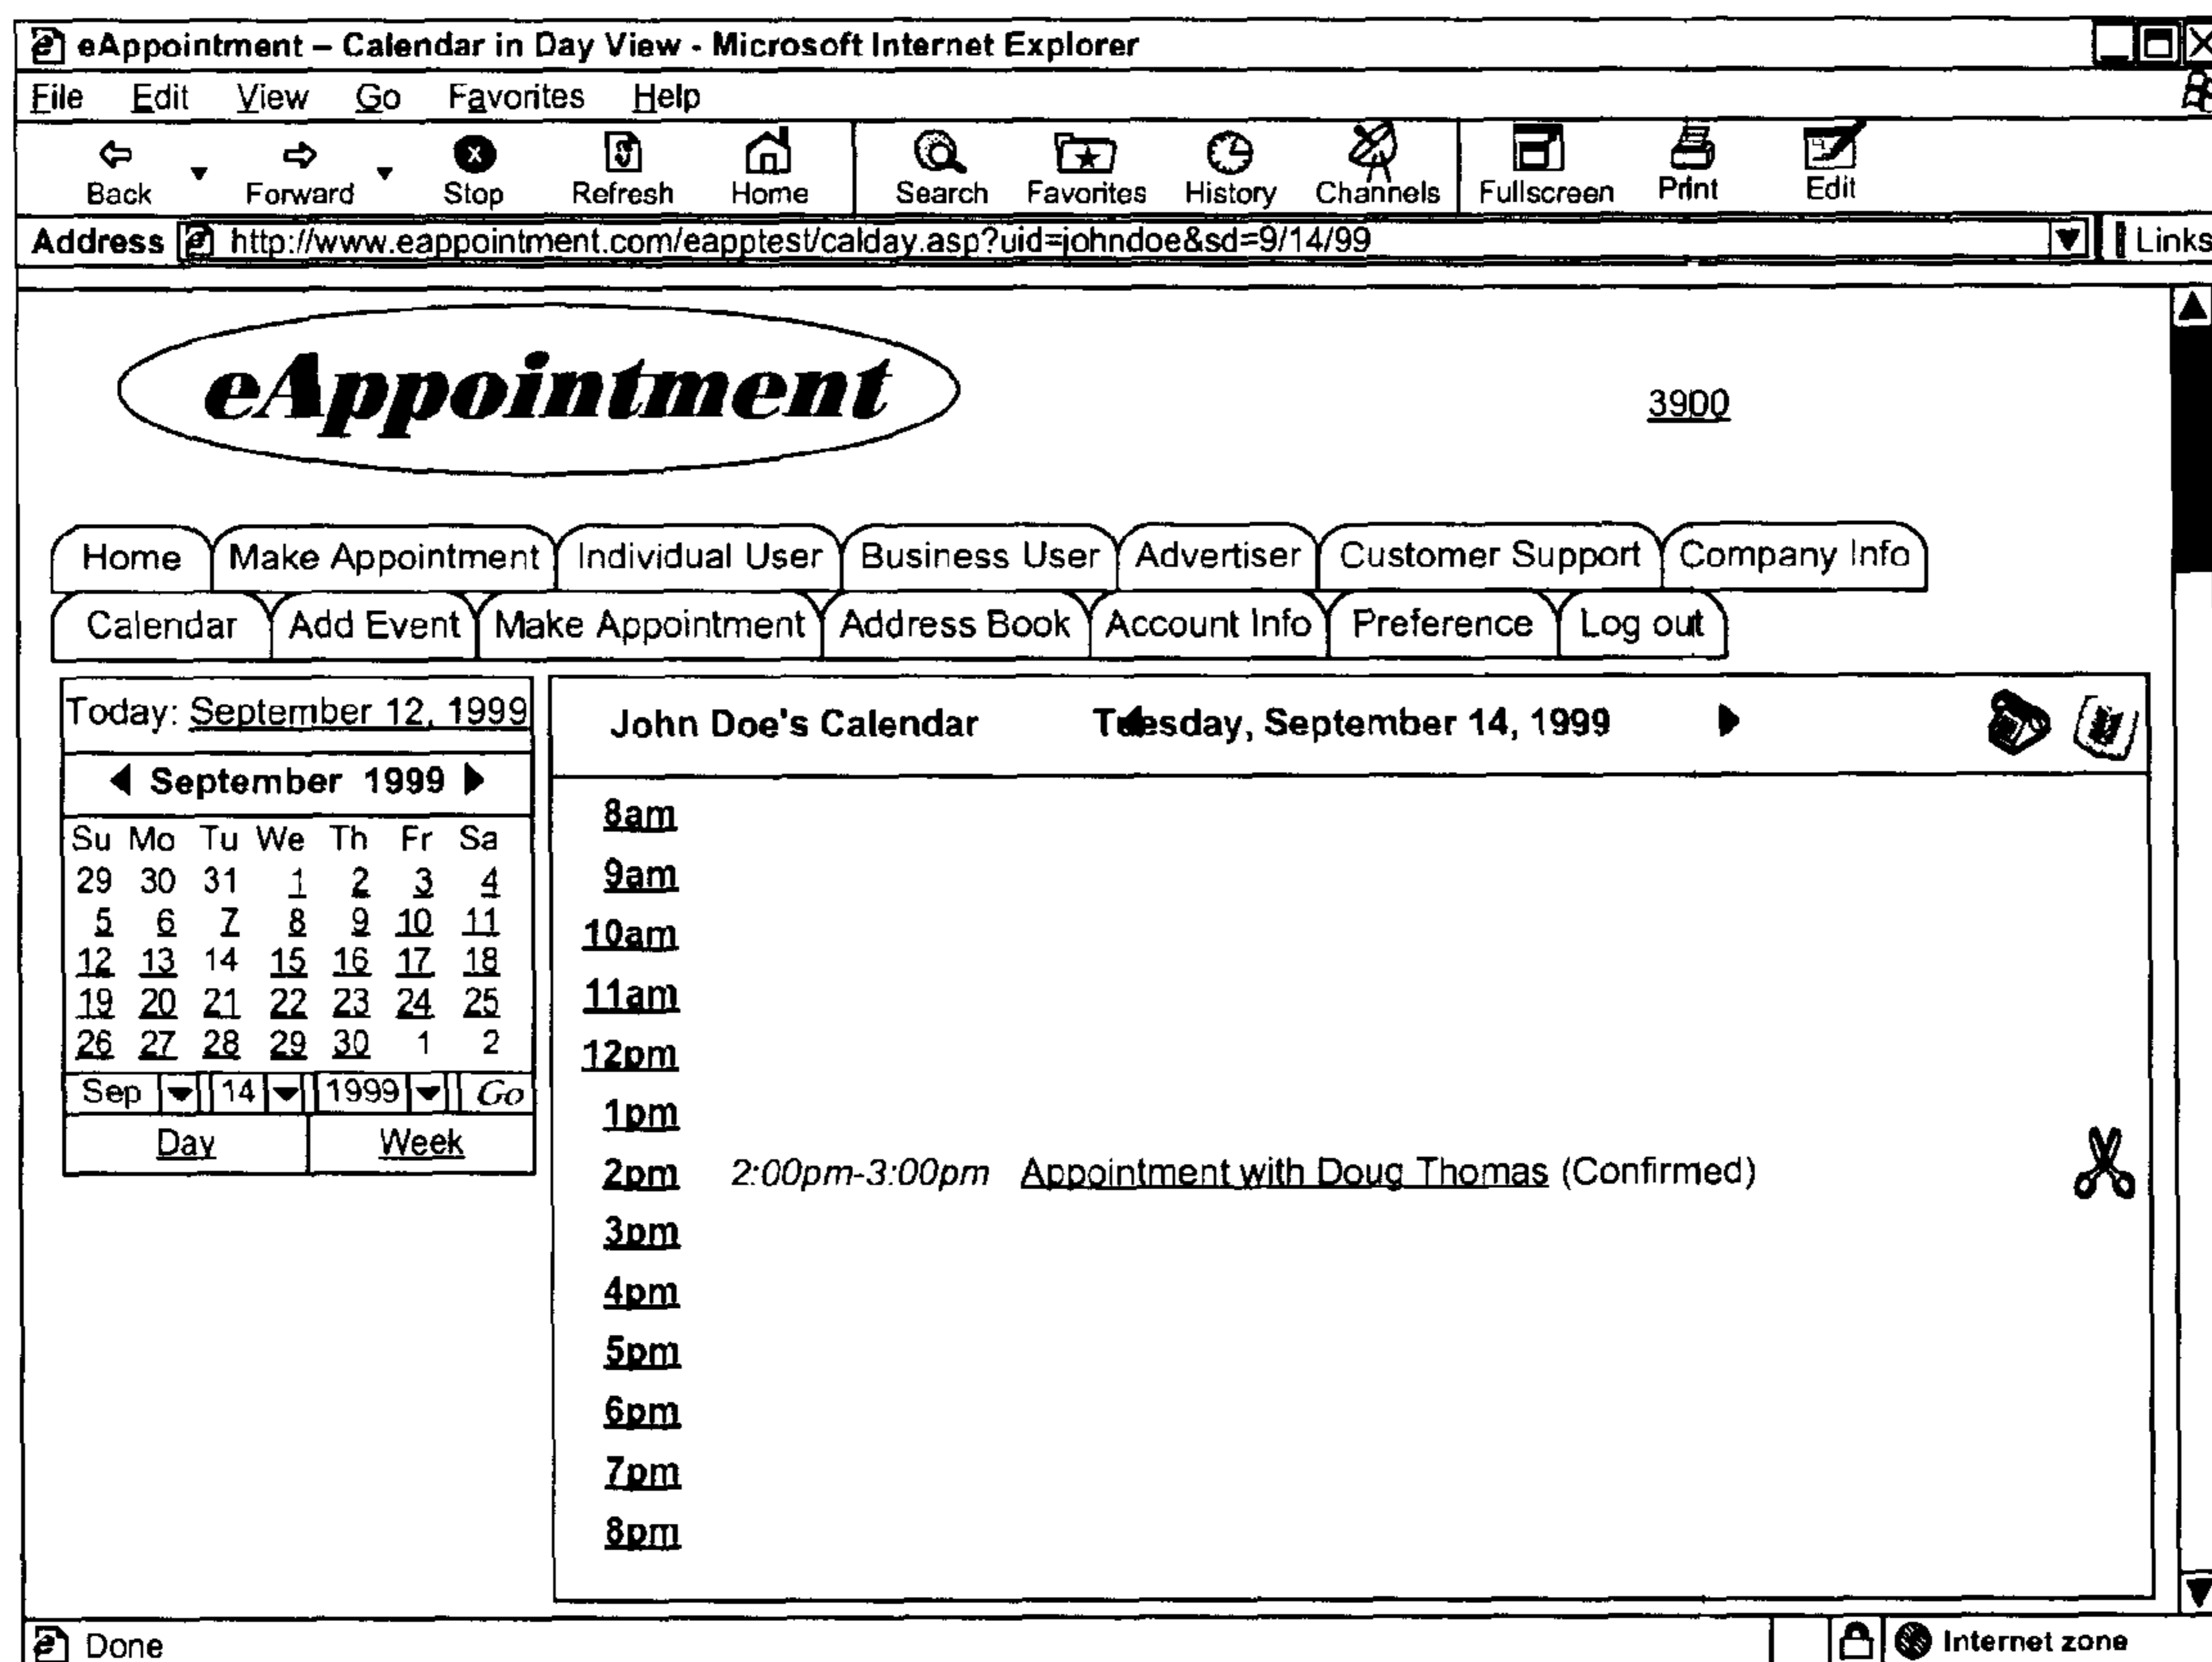 eAppointment – Calendar in Day View - Microsoft Internet Explorer
File Edit View Go Favorites Help
Back Forward Stop Refresh Home Search Favorites History Channels Fullscreen Print Edit
Address http://www.eappointment.com/eapptest/calday.asp?uid=johndoe&sd=9/14/99 Links
eAppointment
3900
Home Make Appointment Individual User Business User Advertiser Customer Support Company Info
Calendar Add Event Make Appointment Address Book Account Info Preference Log out
Today: September 12, 1999
September 1999
Su Mo Tu We Th Fr Sa
29 30 31 1 2 3 4
5 6 7 8 9 10 11
12 13 14 15 16 17 18
19 20 21 22 23 24 25
26 27 28 29 30 1 2
Sep 14 1999 Go
Day Week
John Doe's Calendar Tuesday, September 14, 1999
8am
9am
10am
11am
12pm
1pm
2pm 2:00pm-3:00pm Appointment with Doug Thomas (Confirmed)
3pm
4pm
5pm
6pm
7pm
8pm
Done Internet zone